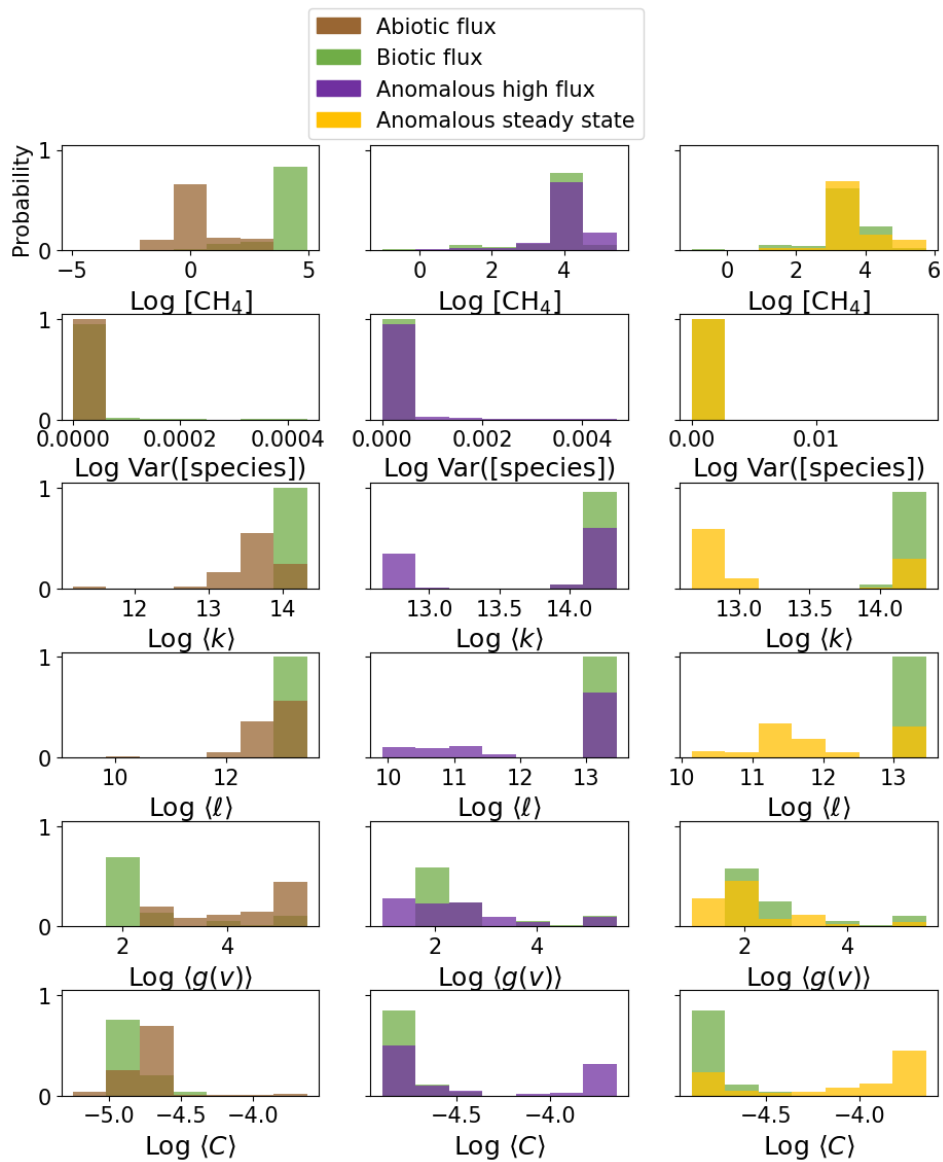 Abiotic flux
Biotic flux
Anomalous high flux
Anomalous steady state
Probability
1
0
−5 0 5
0 2 4
0 2 4 6
Log [CH₄] Log [CH₄] Log [CH₄]
1
0
0.0000 0.0002 0.0004
0.000 0.002 0.004
0.00 0.01
Log Var([species]) Log Var([species]) Log Var([species])
1
0
12 13 14
13.0 13.5 14.0
13.0 13.5 14.0
Log ⟨k⟩ Log ⟨k⟩ Log ⟨k⟩
1
0
10 12
10 11 12 13
10 11 12 13
Log ⟨ℓ⟩ Log ⟨ℓ⟩ Log ⟨ℓ⟩
1
0
2 4
2 4
2 4
Log ⟨g(v)⟩ Log ⟨g(v)⟩ Log ⟨g(v)⟩
1
0
−5.0 −4.5 −4.0
−4.5 −4.0
−4.5 −4.0
Log ⟨C⟩ Log ⟨C⟩ Log ⟨C⟩